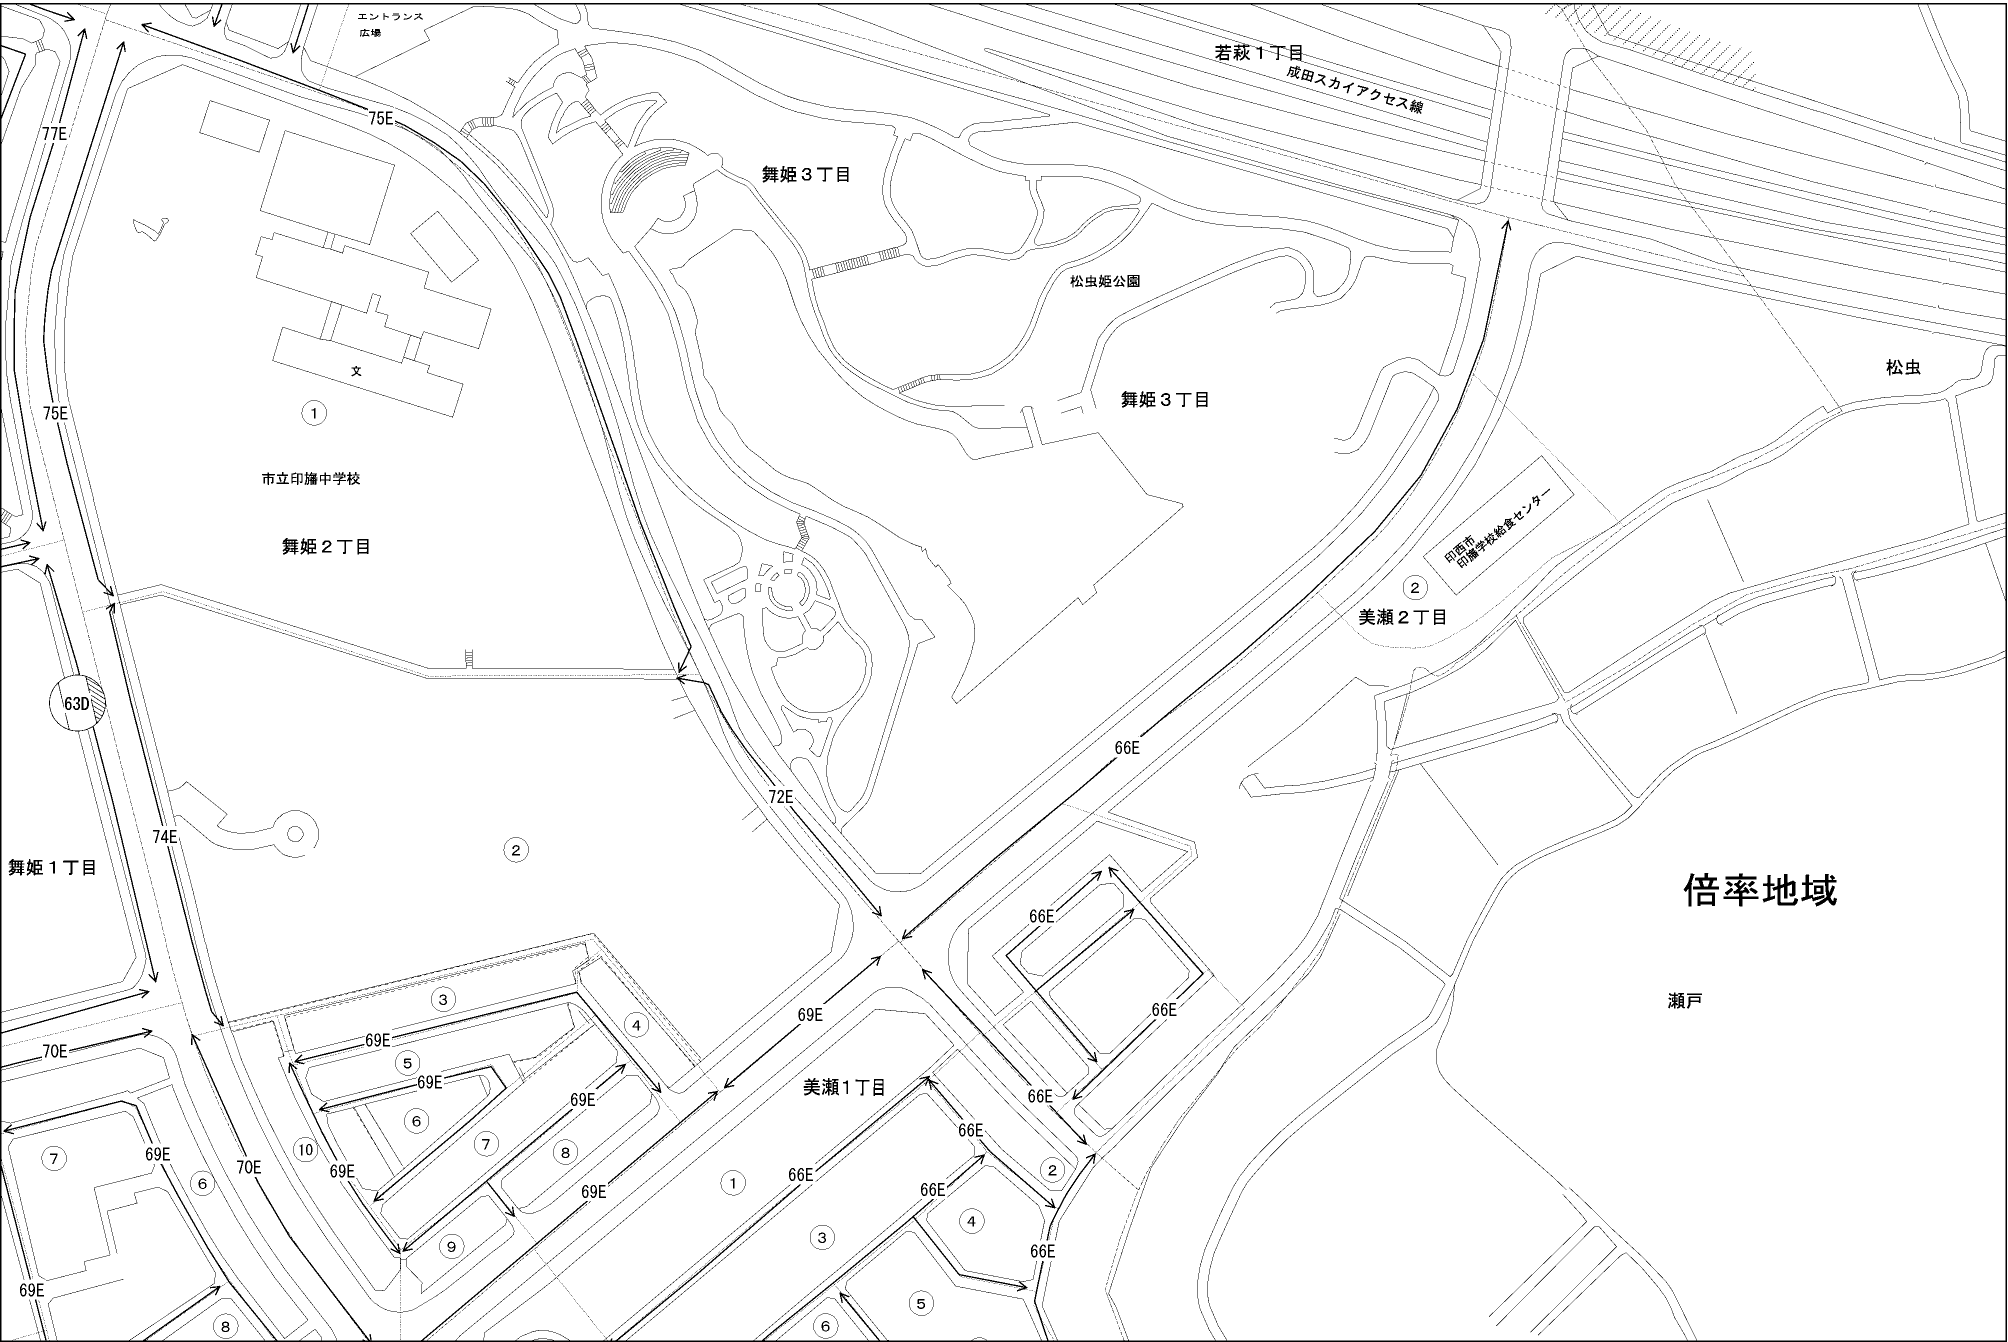 エントランス
広場
若萩１丁目
成田スカイアクセス線
75E
77E
舞姫３丁目
松虫姫公園
松虫
舞姫３丁目
文
75E
①
市立印旛中学校
舞姫２丁目
印西市
印旛学校給食センター
②
美瀬２丁目
63D
66E
72E
74E
②
舞姫１丁目
倍率地域
66E
③
瀬戸
69E
④
66E
69E
70E
⑤
69E
美瀬１丁目
69E
66E
⑥
⑦
66E
⑧
69E
⑩
⑦
70E
69E
②
66E
①
⑥
69E
66E
④
③
⑨
66E
69E
⑤
⑧
⑥